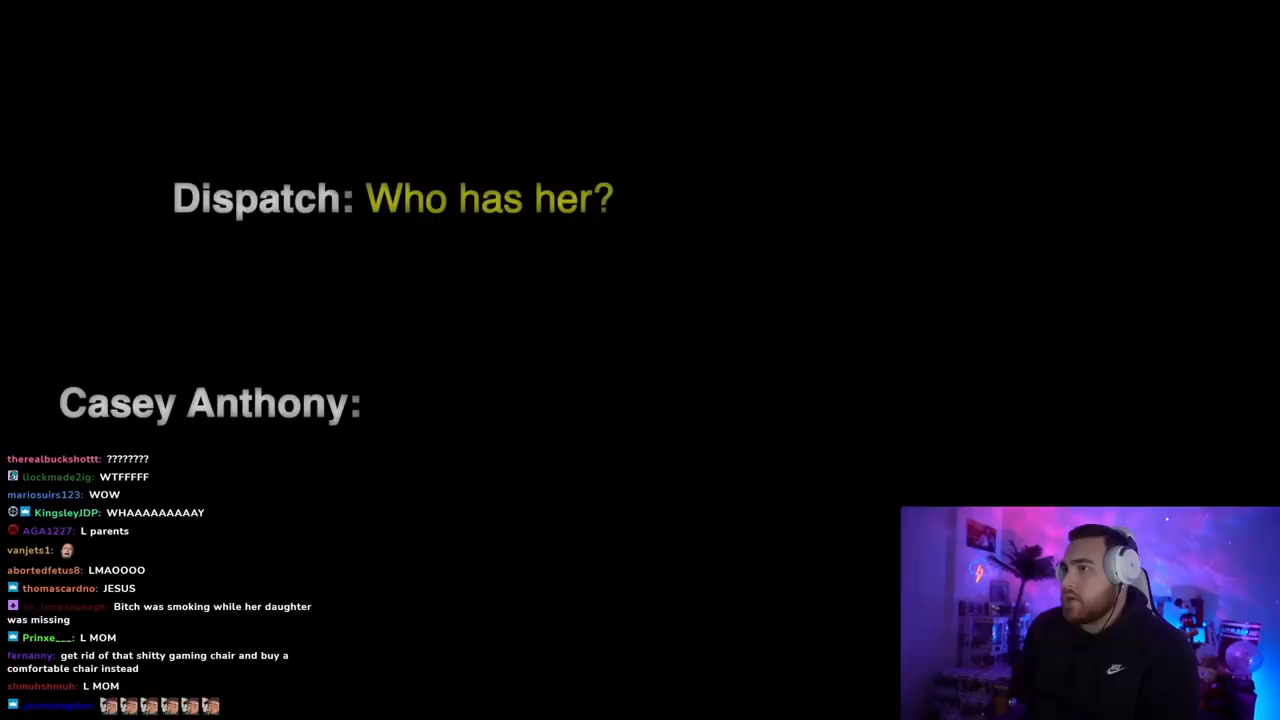 Dispatch: Who has her?
Casey Anthony:
therealbuckshottt: ????????
llockmade2ig: WTFFFFF
mariosuirs123: WOW
KingsleyJDP: WHAAAAAAAAY
AGA1227: L parents
vanjets1:
abortedfetus8: LMAOOOO
thomascardno: JESUS
Bitch was smoking while her daughter
was missing
Prinxe___: L MOM
fernanny: get rid of that shitty gaming chair and buy a
comfortable chair instead
shmuhshmuh: L MOM